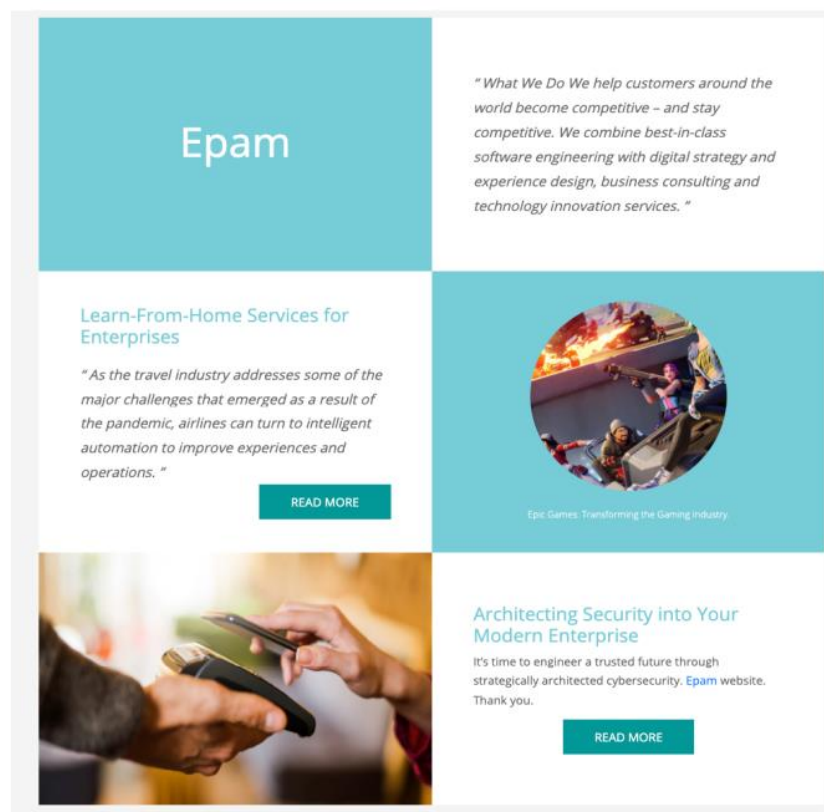 Epam
“ What We Do We help customers around the
world become competitive – and stay
competitive. We combine best-in-class
software engineering with digital strategy and
experience design, business consulting and
technology innovation services. ”
Learn-From-Home Services for
Enterprises
“ As the travel industry addresses some of the
major challenges that emerged as a result of
the pandemic, airlines can turn to intelligent
automation to improve experiences and
operations. ”
READ MORE
Epic Games: Transforming the Gaming Industry
Architecting Security into Your
Modern Enterprise
It's time to engineer a trusted future through
strategically architected cybersecurity. Epam website.
Thank you.
READ MORE